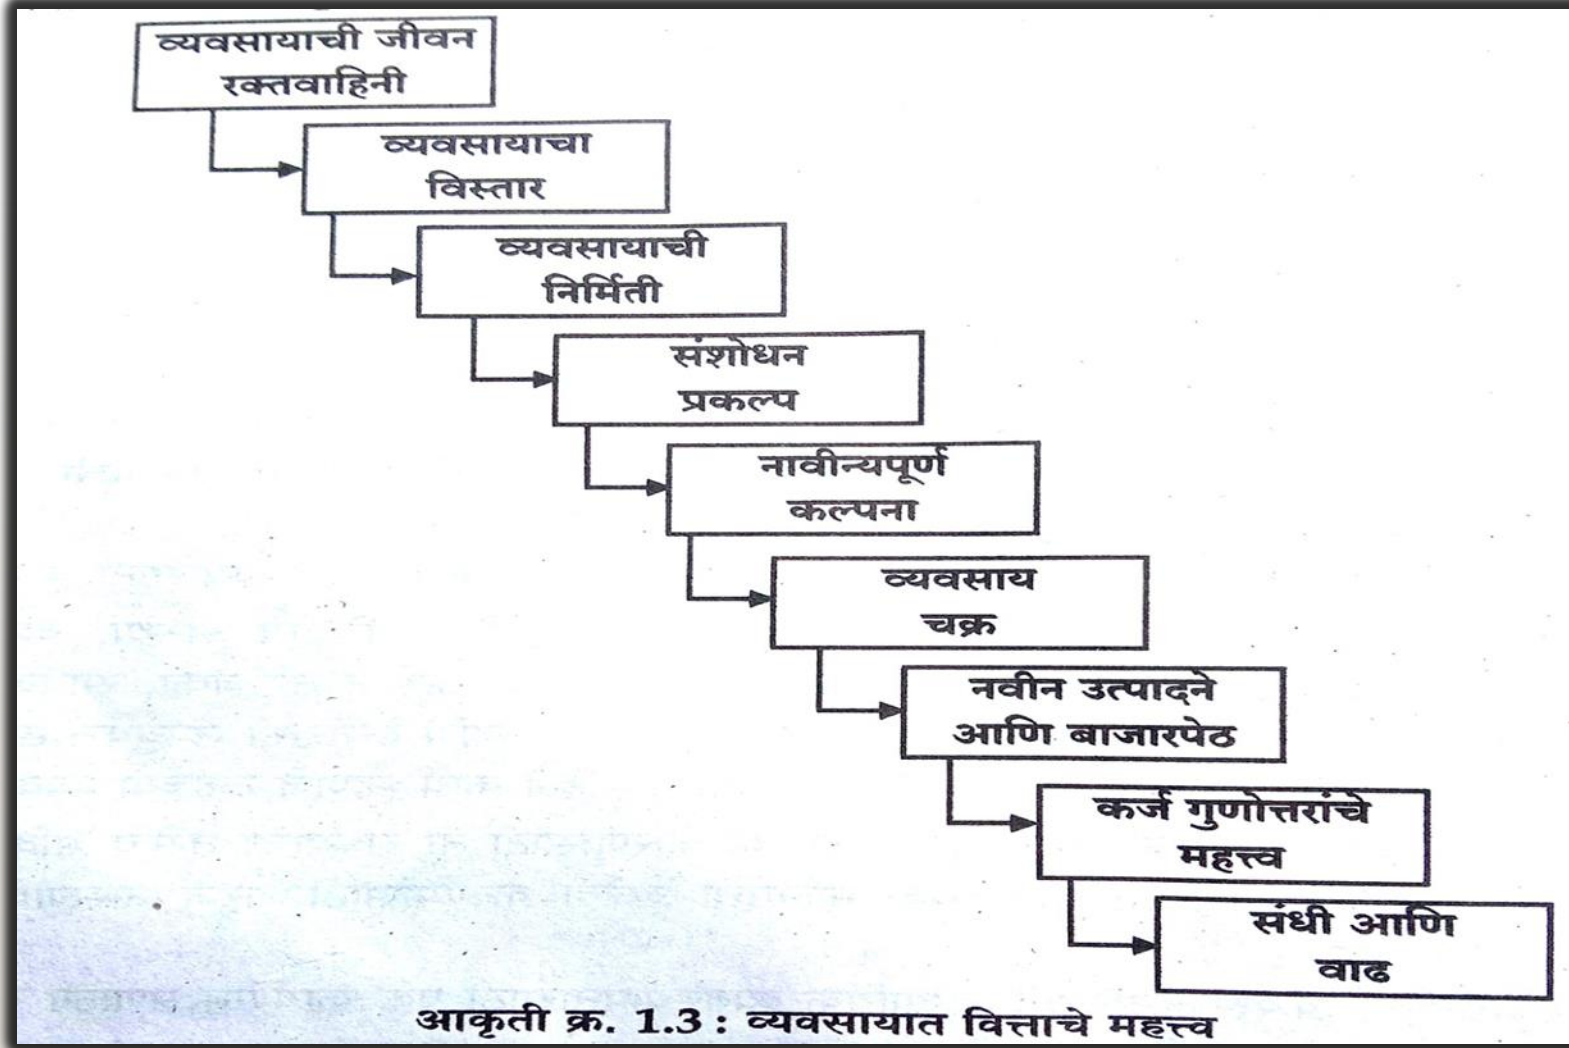 व्यवसायाची जीवन
रक्तवाहिनी
व्यवसायाचा
विस्तार
व्यवसायाची
निर्मिती
संशोधन
प्रकल्प
नावीन्यपूर्ण
कल्पना
व्यवसाय
चक्र
नवीन उत्पादने
आणि बाजारपेठ
कर्ज गुणोत्तरांचे
महत्त्व
संधी आणि
वाढ
आकृती क्र. 1.3 : व्यवसायात वित्ताचे महत्त्व